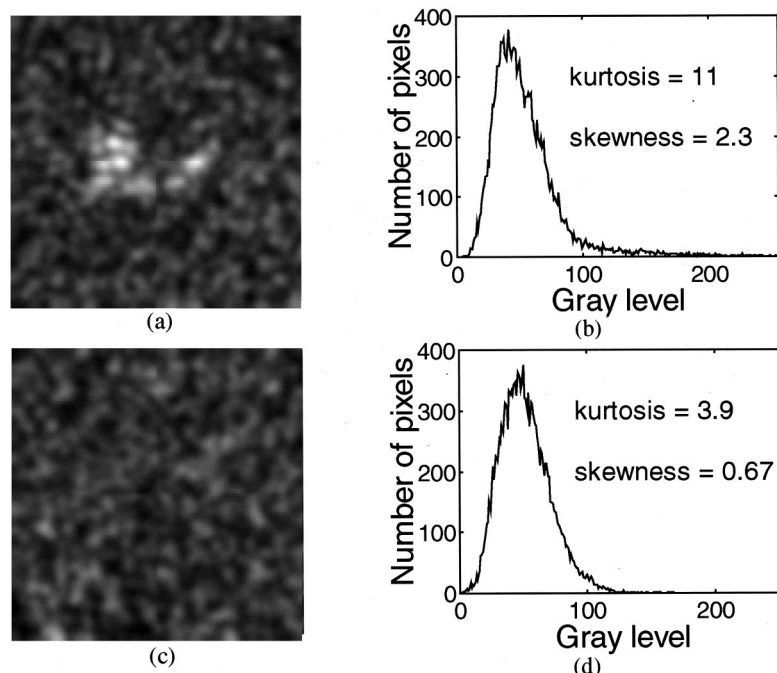 400
300
200
100
0
Number of pixels
kurtosis = 11
skewness = 2.3
0 100 200
Gray level
(a)
(b)
400
300
200
100
0
Number of pixels
kurtosis = 3.9
skewness = 0.67
0 100 200
Gray level
(c)
(d)